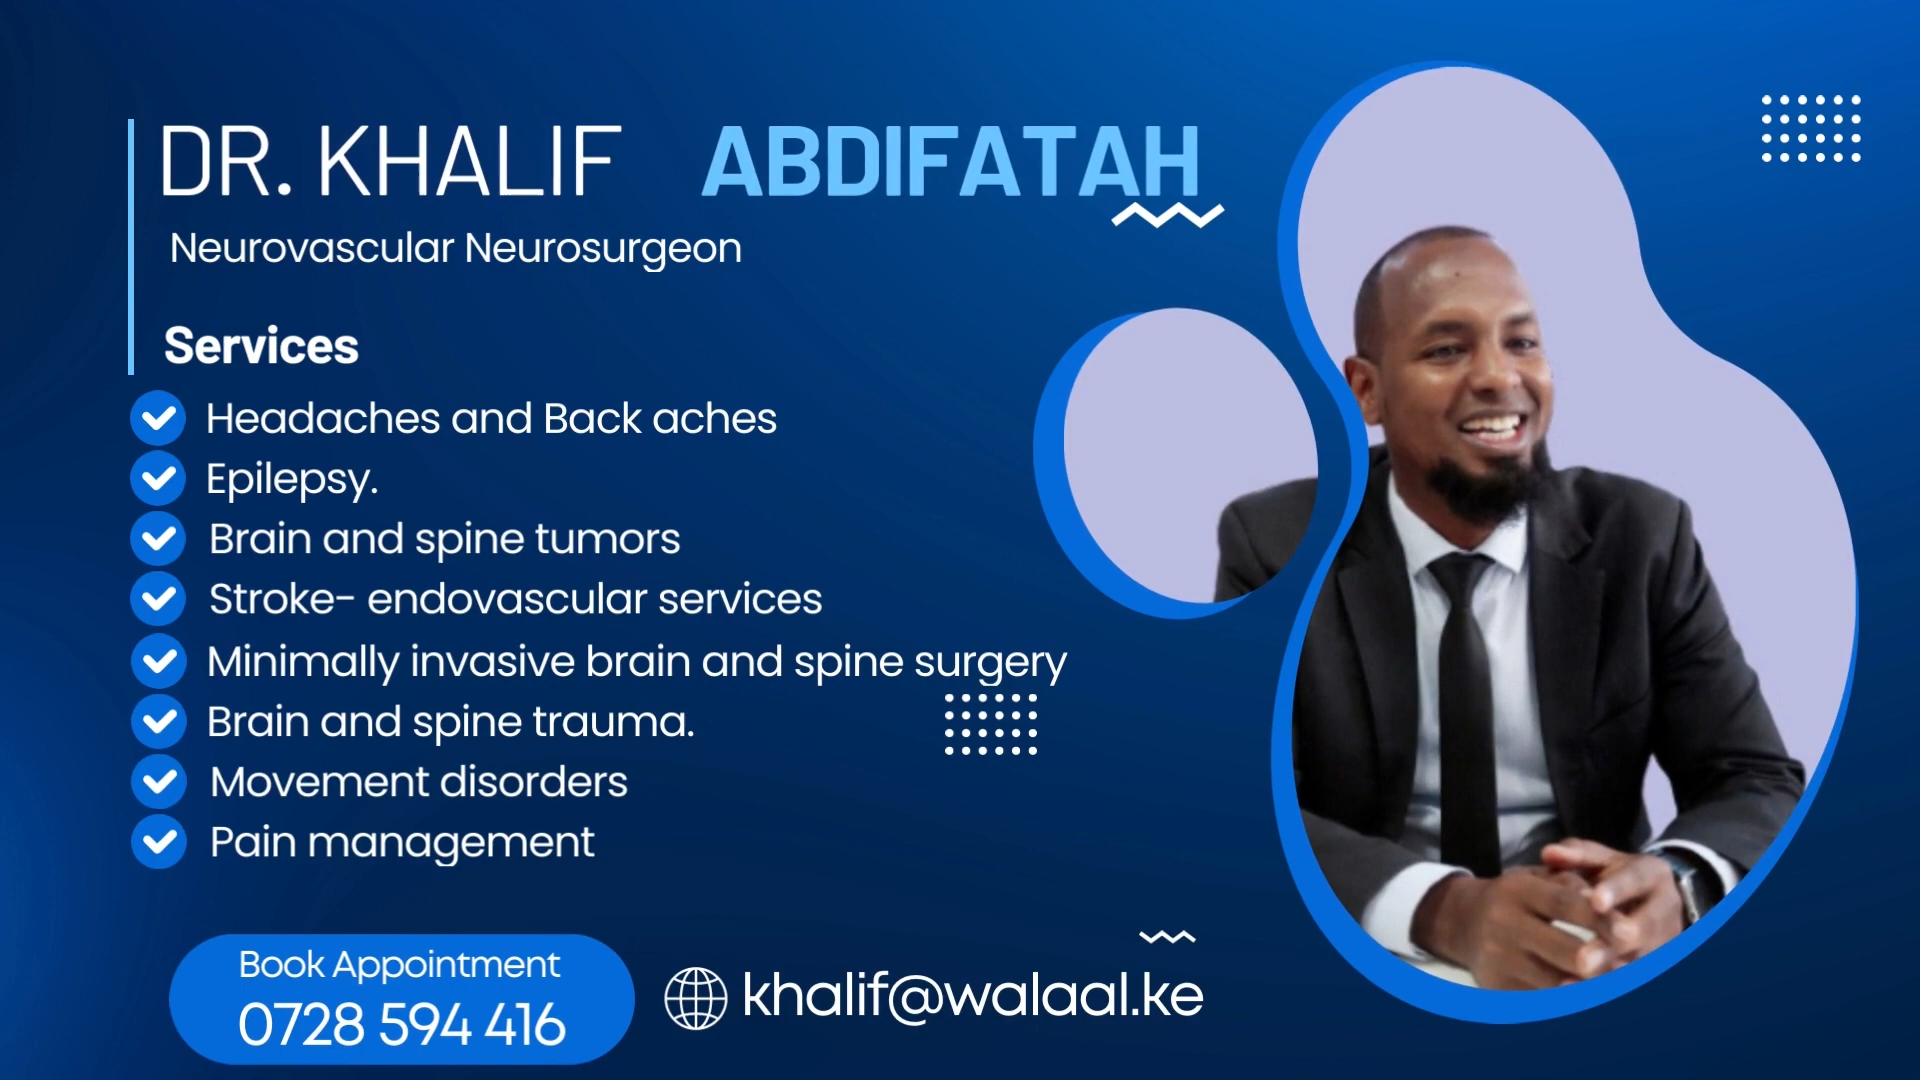 DR. KHALIF ABDIFATAH
Neurovascular Neurosurgeon
Services
Headaches and Back aches
Epilepsy.
Brain and spine tumors
Stroke- endovascular services
Minimally invasive brain and spine surgery
Brain and spine trauma.
Movement disorders
Pain management
Book Appointment
0728 594 416
khalif@walaal.ke